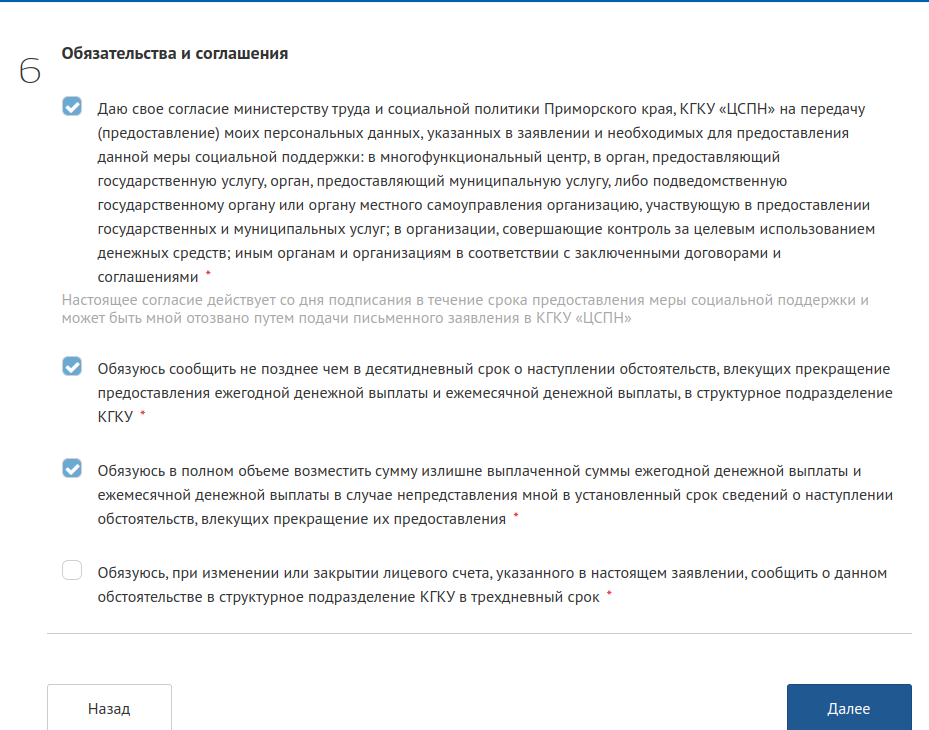 6
Обязательства и соглашения
Даю свое согласие министерству труда и социальной политики Приморского края, КГКУ «ЦСПН» на передачу
(предоставление) моих персональных данных, указанных в заявлении и необходимых для предоставления
данной меры социальной поддержки: в многофункциональный центр, в орган, предоставляющий
государственную услугу, орган, предоставляющий муниципальную услугу, либо подведомственную
государственному органу или органу местного самоуправления организацию, участвующую в предоставлении
государственных и муниципальных услуг; в организации, совершающие контроль за целевым использованием
денежных средств; иным органам и организациям в соответствии с заключенными договорами и
соглашениями *
Настоящее согласие действует со дня подписания в течение срока предоставления меры социальной поддержки и
может быть мной отозвано путем подачи письменного заявления в КГКУ «ЦСПН»
Обязуюсь сообщить не позднее чем в десятидневный срок о наступлении обстоятельств, влекущих прекращение
предоставления ежегодной денежной выплаты и ежемесячной денежной выплаты, в структурное подразделение
КГКУ *
Обязуюсь в полном объеме возместить сумму излишне выплаченной суммы ежегодной денежной выплаты и
ежемесячной денежной выплаты в случае непредставления мной в установленный срок сведений о наступлении
обстоятельств, влекущих прекращение их предоставления *
Обязуюсь, при изменении или закрытии лицевого счета, указанного в настоящем заявлении, сообщить о данном
обстоятельстве в структурное подразделение КГКУ в трехдневный срок *
Назад
Далее